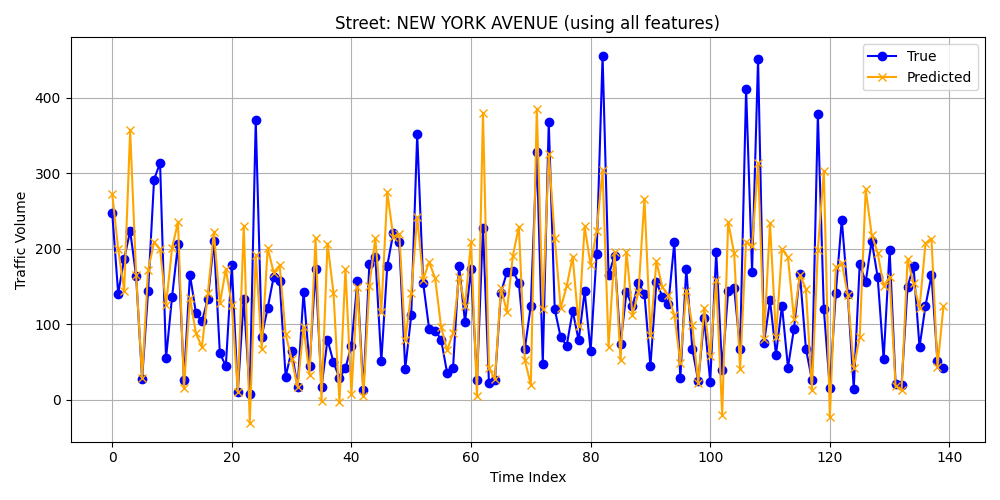 Street: NEW YORK AVENUE (using all features)
True
Predicted
Traffic Volume
400
300
200
100
0
0 20 40 60 80 100 120 140
Time Index